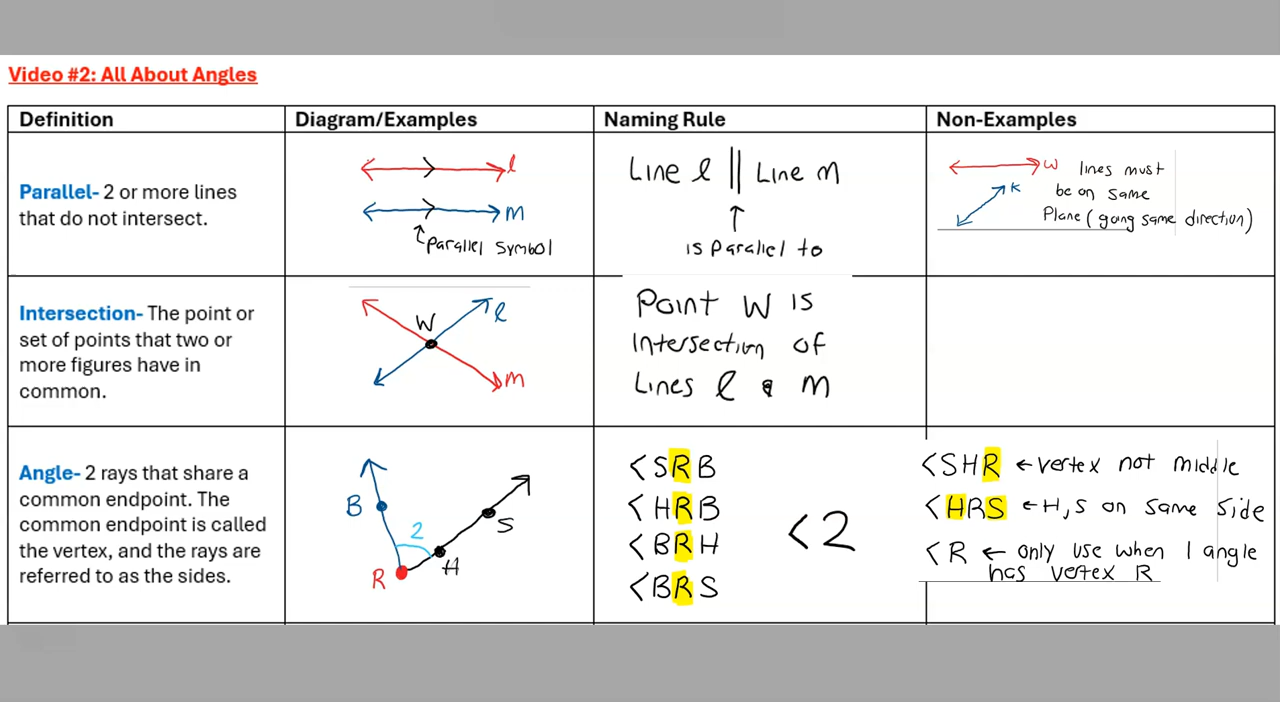 Video #2: All About Angles
Definition
Diagram/Examples
Naming Rule
Non-Examples
Parallel- 2 or more lines
that do not intersect.
l
m
Parallel Symbol
Line l || Line m
↑
is Parallel to
W
K
lines must
be on same
Plane (going same direction)
Intersection- The point or
set of points that two or
more figures have in
common.
W
l
m
Point W is
Intersection of
Lines l & m
Angle- 2 rays that share a
common endpoint. The
common endpoint is called
the vertex, and the rays are
referred to as the sides.
B
2
S
H
R
<SRB
<HRB
<BRH
<BRS
<2
<SHR ← vertex not middle
<HRS ← H,S on same side
<R ← only use when 1 angle
has vertex R